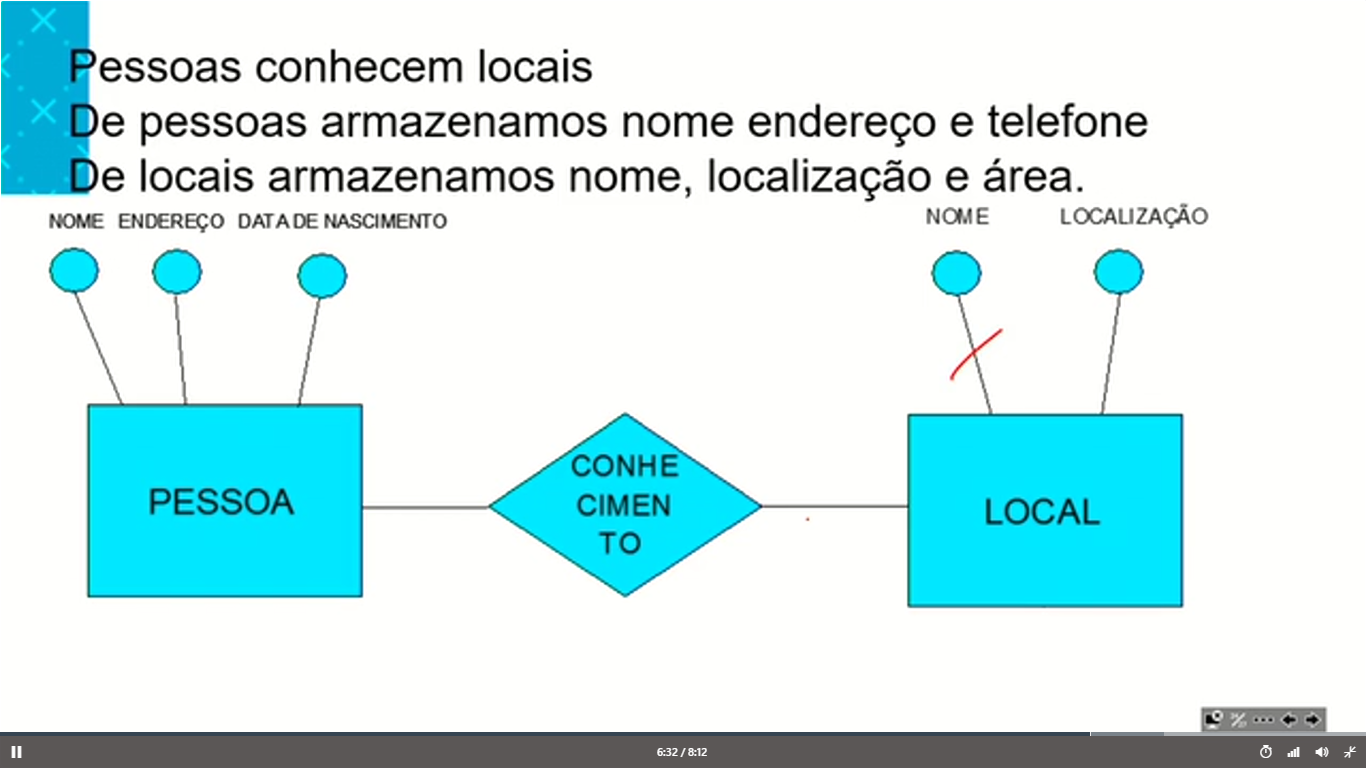 Pessoas conhecem locais
De pessoas armazenamos nome endereço e telefone
De locais armazenamos nome, localização e área.
NOME ENDEREÇO DATA DE NASCIMENTO
NOME LOCALIZAÇÃO
PESSOA
CONHE
CIMEN
TO
LOCAL
6:32 / 8:12